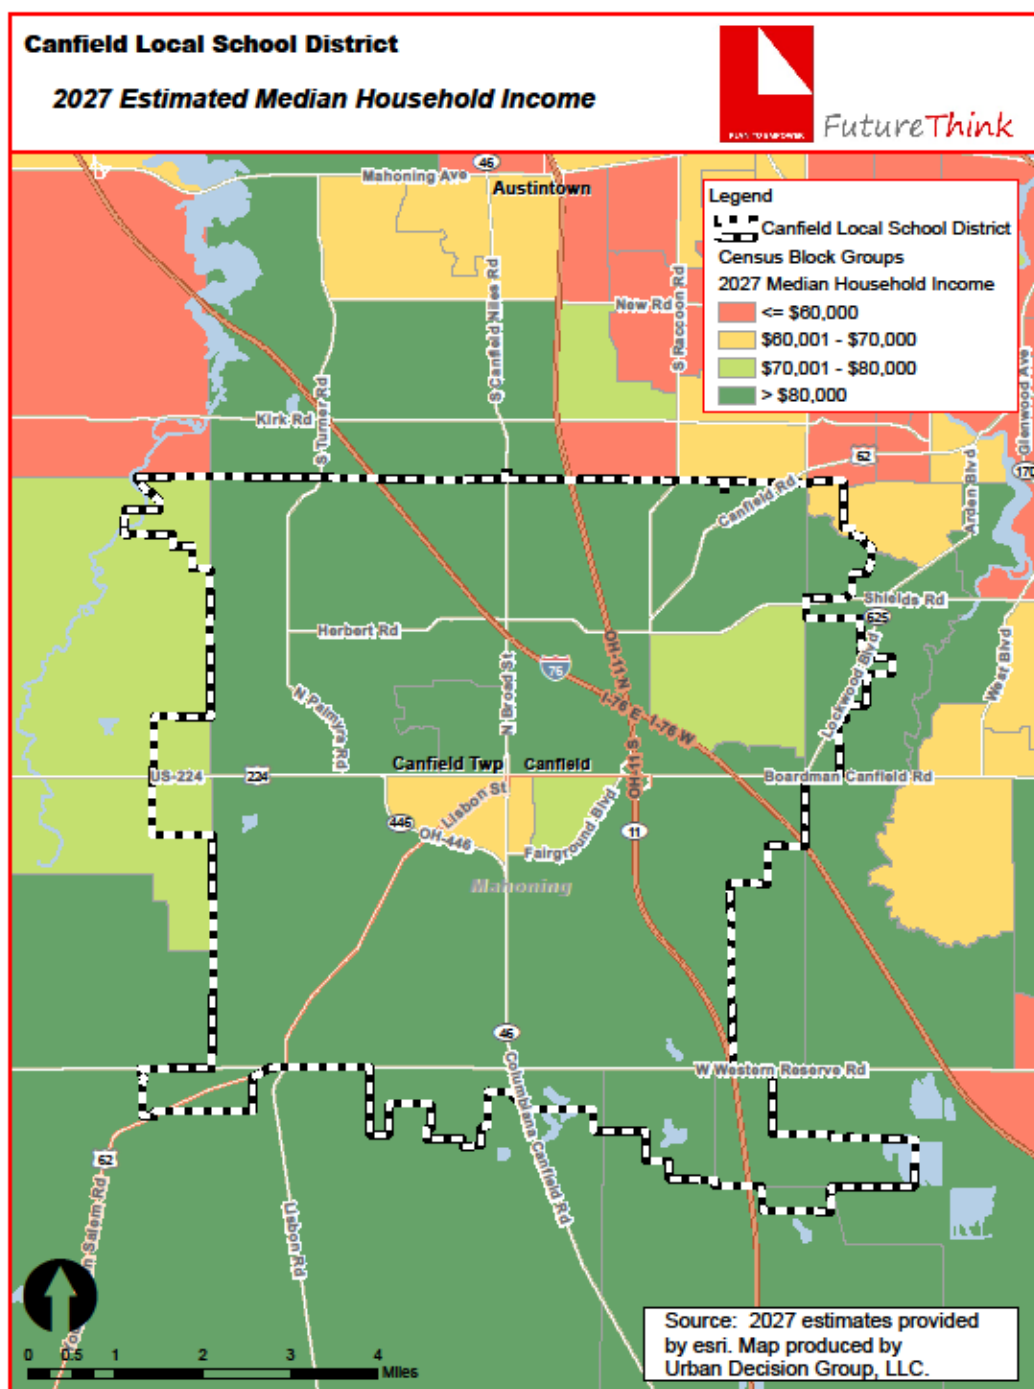 Canfield Local School District
2027 Estimated Median Household Income
FutureThink
46
Mahoning Ave
Austintown
Legend
Canfield Local School District
Census Block Groups
2027 Median Household Income
<= $60,000
$60,001 - $70,000
$70,001 - $80,000
> $80,000
S Canfield Niles Rd
New Rd
S Raccoon Rd
Glenwood Ave
S Turner Rd
Kirk Rd
62
170
Canfield Rd
Arden Blvd
Shields Rd
625
Herbert Rd
OH-11 N
76
N Broad St
West Blvd
Lockwood Blvd
N Palmyra Rd
I-76 E
I-76 W
OH-11 S
US-224
224
Canfield Twp
Canfield
Boardman Canfield Rd
Lisbon St
446
OH-446
Fairground Blvd
11
Mahoning
46
W Western Reserve Rd
Columbiana Canfield Rd
62
Salem Rd
Lisbon Rd
0 0.5 1 2 3 4
Miles
Source: 2027 estimates provided
by esri. Map produced by
Urban Decision Group, LLC.